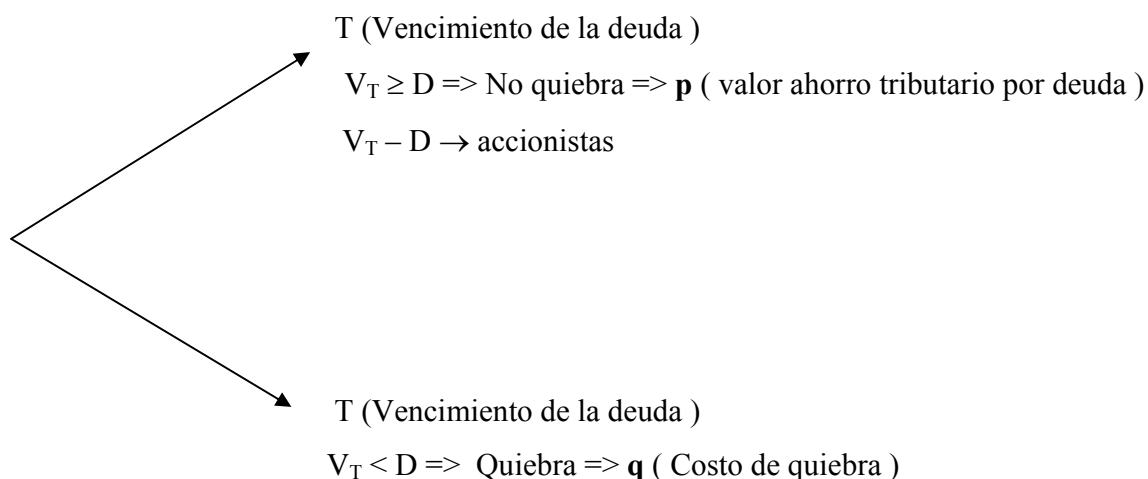 T (Vencimiento de la deuda )
V_T ≥ D => No quiebra => p ( valor ahorro tributario por deuda )
V_T – D → accionistas
T (Vencimiento de la deuda )
V_T < D => Quiebra => q ( Costo de quiebra )